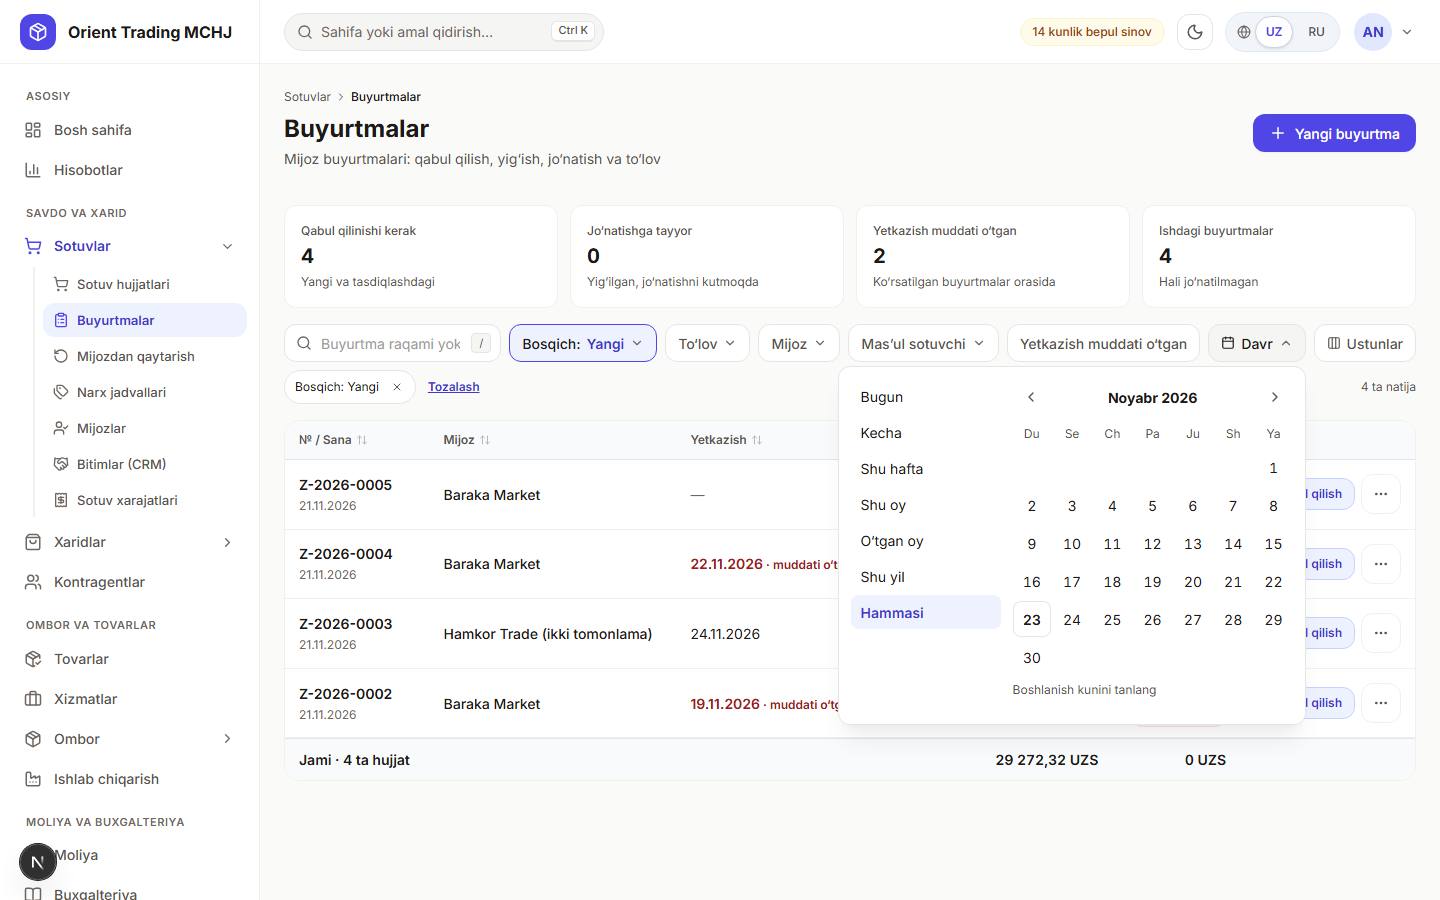 Orient Trading MCHJ
Sahifa yoki amal qidirish...
Ctrl K
14 kunlik bepul sinov
UZ
RU
AN
ASOSIY
Bosh sahifa
Hisobotlar
SAVDO VA XARID
Sotuvlar
Sotuv hujjatlari
Buyurtmalar
Mijozdan qaytarish
Narx jadvallari
Mijozlar
Bitimlar (CRM)
Sotuv xarajatlari
Xaridlar
Kontragentlar
OMBOR VA TOVARLAR
Tovarlar
Xizmatlar
Ombor
Ishlab chiqarish
MOLIYA VA BUXGALTERIYA
Moliya
N
Buxgalteriya
Sotuvlar > Buyurtmalar
Buyurtmalar
Mijoz buyurtmalari: qabul qilish, yig‘ish, jo‘natish va to‘lov
+ Yangi buyurtma
Qabul qilinishi kerak
4
Yangi va tasdiqlashdagi
Jo‘natishga tayyor
0
Yig‘ilgan, jo‘natishni kutmoqda
Yetkazish muddati o‘tgan
2
Ko‘rsatilgan buyurtmalar orasida
Ishdagi buyurtmalar
4
Hali jo‘natilmagan
Buyurtma raqami yok
/
Bosqich: Yangi
To‘lov
Mijoz
Mas’ul sotuvchi
Yetkazish muddati o‘tgan
Davr
Ustunlar
Bosqich: Yangi ×
Tozalash
4 ta natija
№ / Sana
Mijoz
Yetkazish
Z-2026-0005
21.11.2026
Baraka Market
—
qilish
...
Z-2026-0004
21.11.2026
Baraka Market
22.11.2026 · muddati o‘t
qilish
...
Z-2026-0003
21.11.2026
Hamkor Trade (ikki tomonlama)
24.11.2026
qilish
...
Z-2026-0002
21.11.2026
Baraka Market
19.11.2026 · muddati o‘tg
qilish
...
Jami · 4 ta hujjat
29 272,32 UZS
0 UZS
Bugun
Kecha
Shu hafta
Shu oy
O‘tgan oy
Shu yil
Hammasi
Noyabr 2026
Du Se Ch Pa Ju Sh Ya
1
2 3 4 5 6 7 8
9 10 11 12 13 14 15
16 17 18 19 20 21 22
23 24 25 26 27 28 29
30
Boshlanish kunini tanlang